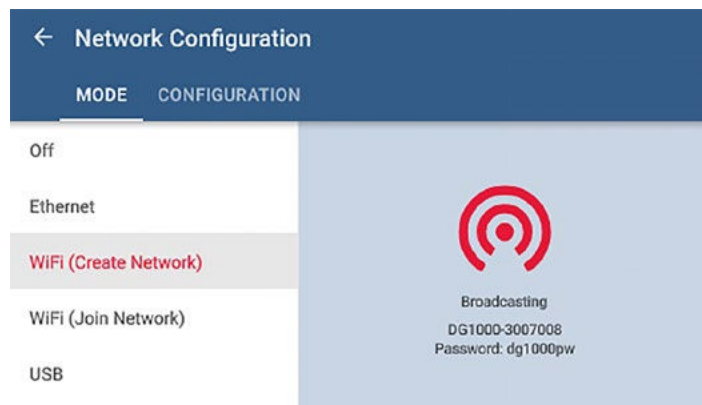 Network Configuration
MODE CONFIGURATION
Off
Ethernet
WiFi (Create Network)
WiFi (Join Network)
USB
Broadcasting
DG1000-3007008
Password: dg1000pw